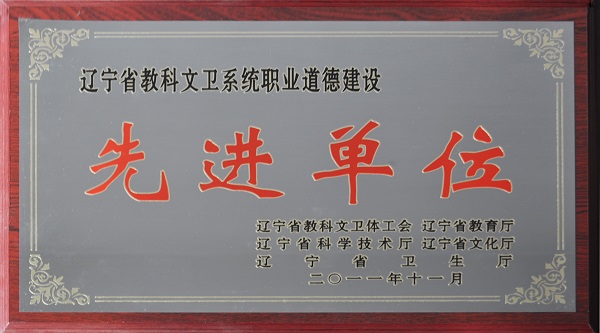 辽宁省教科文卫系统职业道德建设
先进单位
辽宁省教科文卫体工会 辽宁省教育厅
辽宁省科学技术厅 辽宁省文化厅
辽宁省卫生厅
二〇一一年十一月